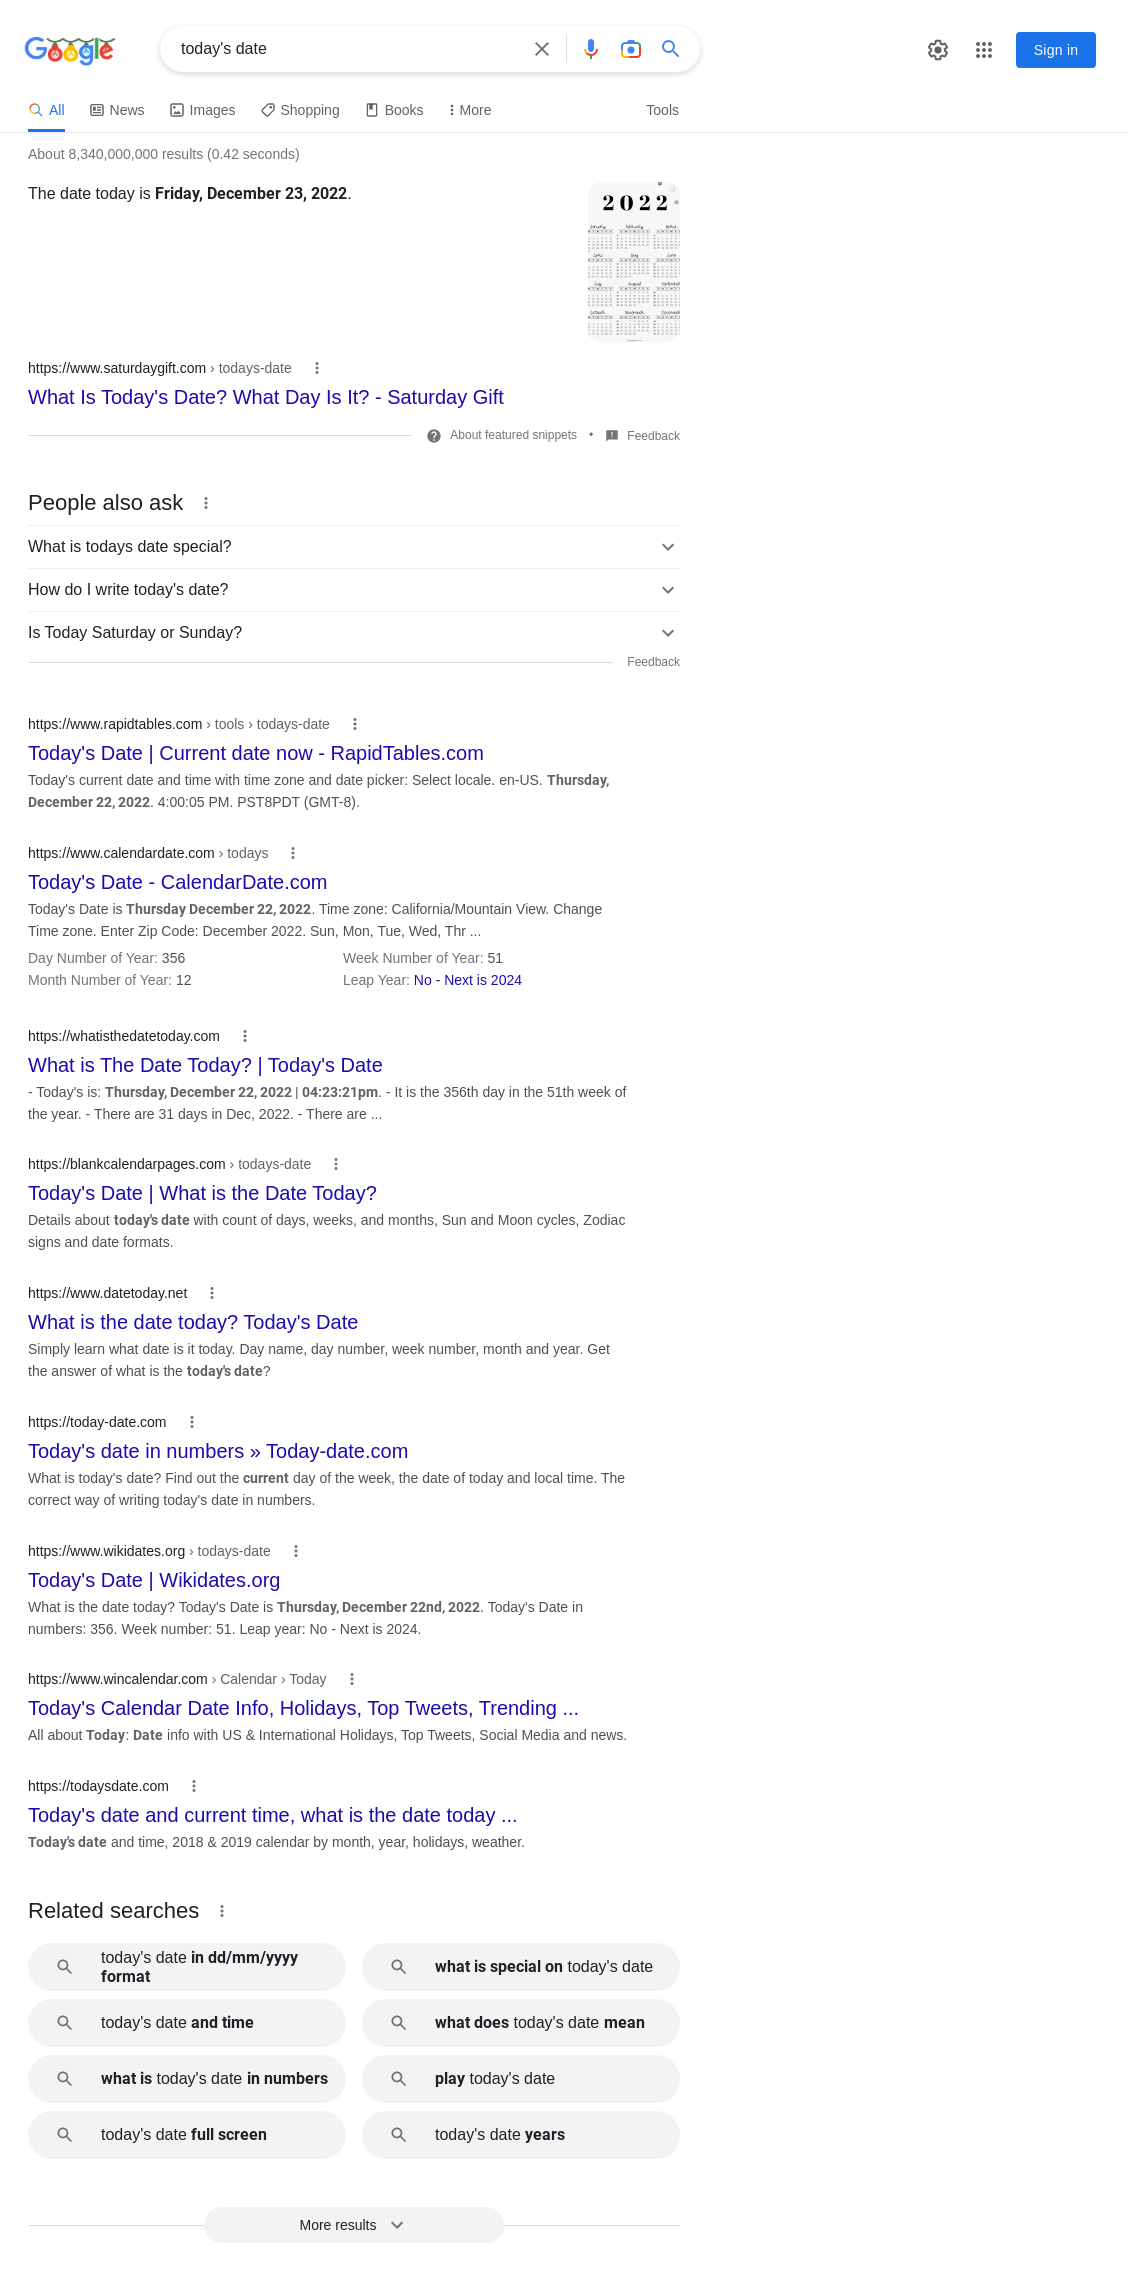 Google
today's date
Sign in
All
News
Images
Shopping
Books
More
Tools
About 8,340,000,000 results (0.42 seconds)
The date today is Friday, December 23, 2022.
2022
https://www.saturdaygift.com › todays-date
What Is Today's Date? What Day Is It? - Saturday Gift
About featured snippets • Feedback
People also ask
What is todays date special?
How do I write today's date?
Is Today Saturday or Sunday?
Feedback
https://www.rapidtables.com › tools › todays-date
Today's Date | Current date now - RapidTables.com
Today's current date and time with time zone and date picker: Select locale. en-US. Thursday,
December 22, 2022. 4:00:05 PM. PST8PDT (GMT-8).
https://www.calendardate.com › todays
Today's Date - CalendarDate.com
Today's Date is Thursday December 22, 2022. Time zone: California/Mountain View. Change
Time zone. Enter Zip Code: December 2022. Sun, Mon, Tue, Wed, Thr ...
Day Number of Year: 356
Week Number of Year: 51
Month Number of Year: 12
Leap Year: No - Next is 2024
https://whatisthedatetoday.com
What is The Date Today? | Today's Date
- Today's is: Thursday, December 22, 2022 | 04:23:21pm. - It is the 356th day in the 51th week of
the year. - There are 31 days in Dec, 2022. - There are ...
https://blankcalendarpages.com › todays-date
Today's Date | What is the Date Today?
Details about today's date with count of days, weeks, and months, Sun and Moon cycles, Zodiac
signs and date formats.
https://www.datetoday.net
What is the date today? Today's Date
Simply learn what date is it today. Day name, day number, week number, month and year. Get
the answer of what is the today's date?
https://today-date.com
Today's date in numbers » Today-date.com
What is today's date? Find out the current day of the week, the date of today and local time. The
correct way of writing today's date in numbers.
https://www.wikidates.org › todays-date
Today's Date | Wikidates.org
What is the date today? Today's Date is Thursday, December 22nd, 2022. Today's Date in
numbers: 356. Week number: 51. Leap year: No - Next is 2024.
https://www.wincalendar.com › Calendar › Today
Today's Calendar Date Info, Holidays, Top Tweets, Trending ...
All about Today: Date info with US & International Holidays, Top Tweets, Social Media and news.
https://todaysdate.com
Today's date and current time, what is the date today ...
Today's date and time, 2018 & 2019 calendar by month, year, holidays, weather.
Related searches
today's date in dd/mm/yyyy
format
what is special on today's date
today's date and time
what does today's date mean
what is today's date in numbers
play today's date
today's date full screen
today's date years
More results